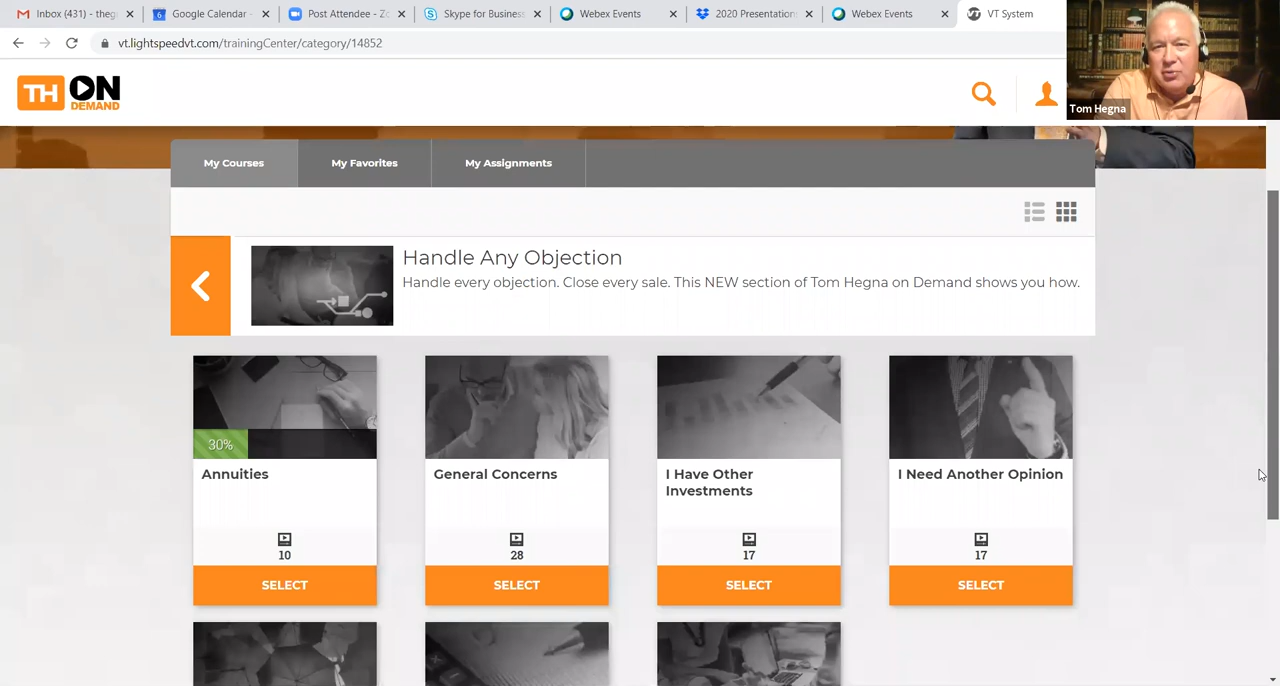 Inbox (431) - theg
Google Calendar -
Post Attendee - Zo
Skype for Business
Webex Events
2020 Presentation
Webex Events
VT System
vt.lightspeedvt.com/trainingCenter/category/14852
TH ON
DEMAND
Tom Hegna
My Courses
My Favorites
My Assignments
Handle Any Objection
Handle every objection. Close every sale. This NEW section of Tom Hegna on Demand shows you how.
30%
Annuities
10
SELECT
General Concerns
28
SELECT
I Have Other
Investments
17
SELECT
I Need Another Opinion
17
SELECT